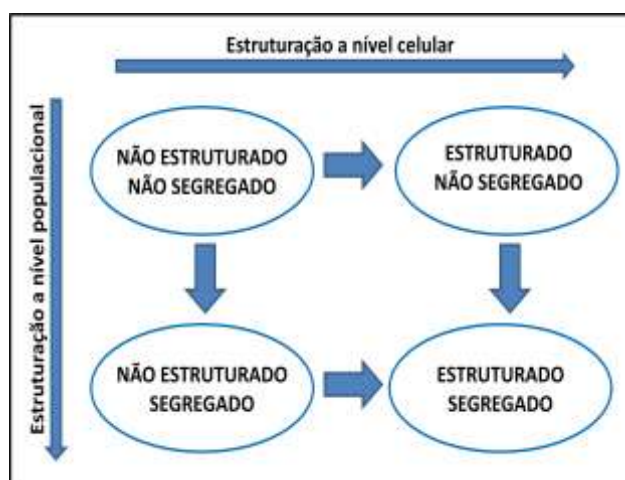 Estruturação a nível celular
Estruturação a nível populacional
NÃO ESTRUTURADO
NÃO SEGREGADO
ESTRUTURADO
NÃO SEGREGADO
NÃO ESTRUTURADO
SEGREGADO
ESTRUTURADO
SEGREGADO